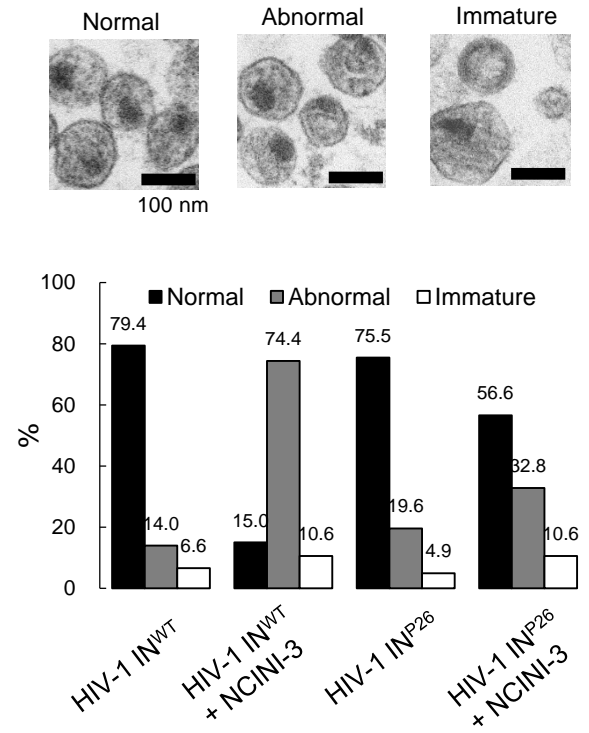 Normal Abnormal Immature
100 nm
100
Normal Abnormal Immature
79.4
75.5
74.4
80
56.6
60
%
40
32.8
19.6
20
14.0
15.0
10.6
10.6
6.6
4.9
0
HIV-1 IN^WT
HIV-1 IN^WT
+ NCINI-3
HIV-1 IN^P26
HIV-1 IN^P26
+ NCINI-3